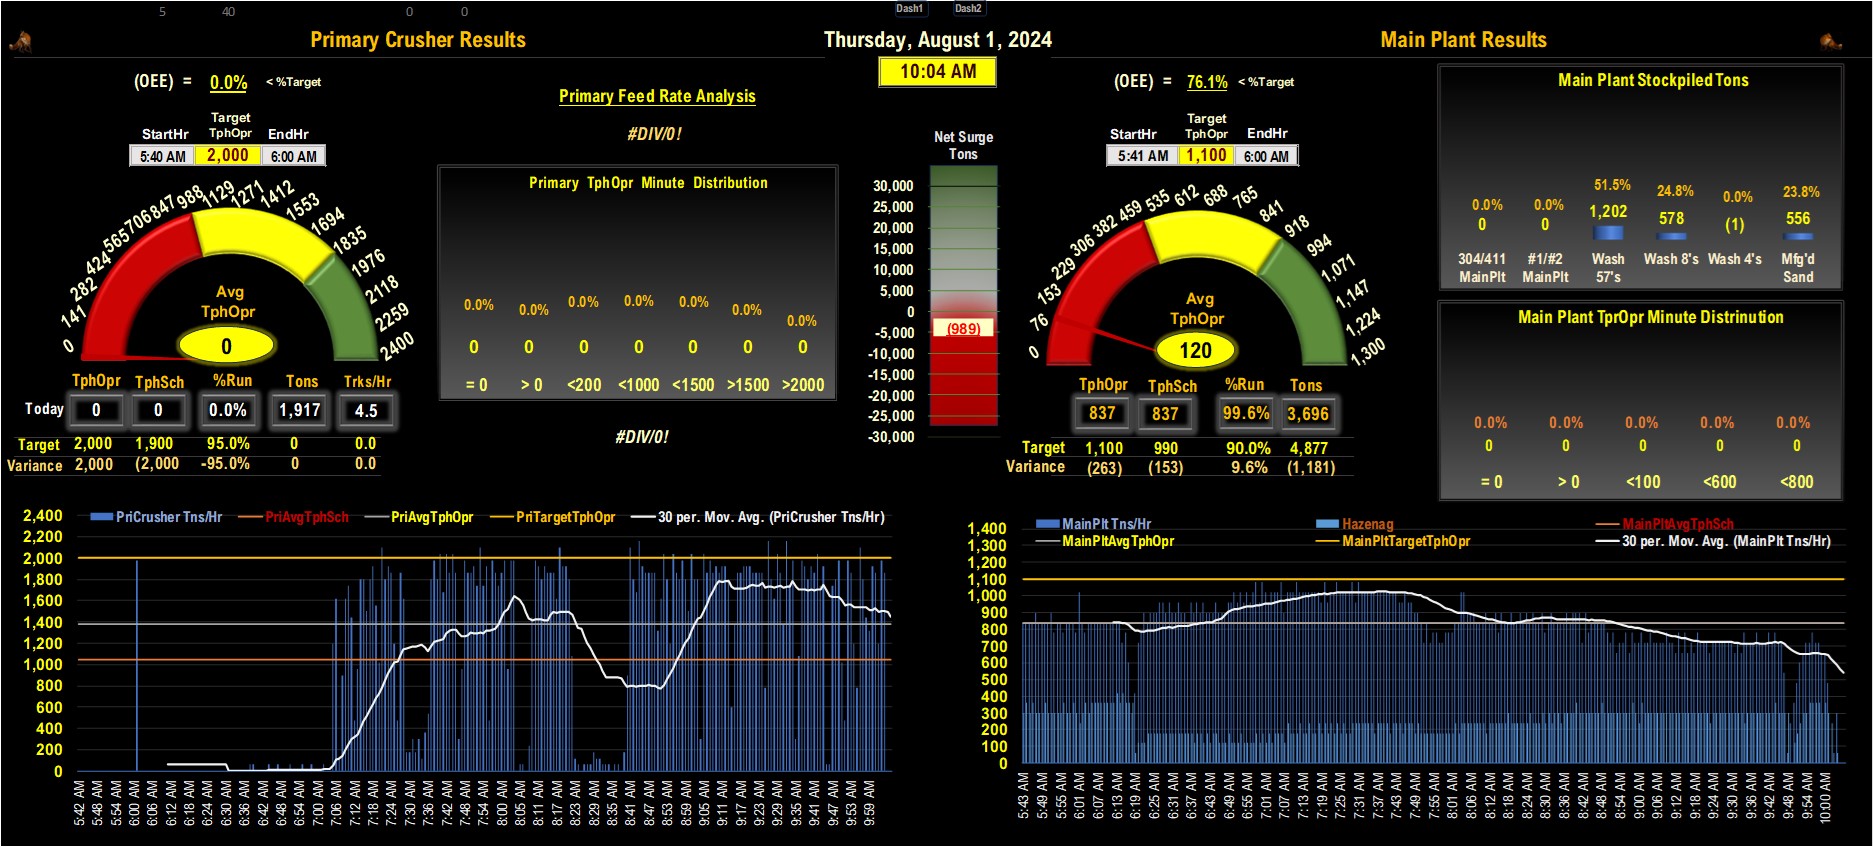 5 40 0 0 Dash1 Dash2
Primary Crusher Results
Thursday, August 1, 2024
Main Plant Results
10:04 AM
(OEE) = 0.0% < %Target
Target
StartHr TphOpr EndHr
5:40 AM 2,000 6:00 AM
0 141 282 424 565 706 847 988 1129 1271 1412 1553 1694 1835 1976 2118 2259 2400
Avg
TphOpr
0
TphOpr TphSch %Run Tons Trks/Hr
Today 0 0 0.0% 1,917 4.5
Target 2,000 1,900 95.0% 0 0.0
Variance 2,000 (2,000 -95.0% 0 0.0
Primary Feed Rate Analysis
#DIV/0!
Primary TphOpr Minute Distribution
0.0% 0.0% 0.0% 0.0% 0.0% 0.0% 0.0%
0 0 0 0 0 0 0
= 0 > 0 <200 <1000 <1500 >1500 >2000
#DIV/0!
Net Surge
Tons
30,000
25,000
20,000
15,000
10,000
5,000
0
-5,000
-10,000
-15,000
-20,000
-25,000
-30,000
(989)
(OEE) = 76.1% < %Target
Target
StartHr TphOpr EndHr
5:41 AM 1,100 6:00 AM
0 76 153 229 306 382 459 535 612 688 765 841 918 994 1,071 1,147 1,224 1,300
Avg
TphOpr
120
TphOpr TphSch %Run Tons
837 837 99.6% 3,696
Target 1,100 990 90.0% 4,877
Variance (263) (153) 9.6% (1,181)
Main Plant Stockpiled Tons
0.0% 0.0% 51.5% 24.8% 0.0% 23.8%
0 0 1,202 578 (1) 556
304/411 #1/#2 Wash Wash 8's Wash 4's Mfg'd
MainPlt MainPlt 57's Sand
Main Plant TprOpr Minute Distrinution
0.0% 0.0% 0.0% 0.0% 0.0%
0 0 0 0 0
= 0 > 0 <100 <600 <800
PriCrusher Tns/Hr PriAvgTphSch PriAvgTphOpr PriTargetTphOpr 30 per. Mov. Avg. (PriCrusher Tns/Hr)
2,400
2,200
2,000
1,800
1,600
1,400
1,200
1,000
800
600
400
200
0
5:42 AM 5:48 AM 5:54 AM 6:00 AM 6:06 AM 6:12 AM 6:18 AM 6:24 AM 6:30 AM 6:36 AM 6:42 AM 6:48 AM 6:54 AM 7:00 AM 7:06 AM 7:12 AM 7:18 AM 7:24 AM 7:30 AM 7:36 AM 7:42 AM 7:48 AM 7:54 AM 8:00 AM 8:05 AM 8:11 AM 8:17 AM 8:23 AM 8:29 AM 8:35 AM 8:41 AM 8:47 AM 8:53 AM 8:59 AM 9:05 AM 9:11 AM 9:17 AM 9:23 AM 9:29 AM 9:35 AM 9:41 AM 9:47 AM 9:53 AM 9:59 AM
MainPlt Tns/Hr Hazenag MainPltAvgTphSch
MainPltAvgTphOpr MainPltTargetTphOpr 30 per. Mov. Avg. (MainPlt Tns/Hr)
1,400
1,300
1,200
1,100
1,000
900
800
700
600
500
400
300
200
100
0
5:43 AM 5:49 AM 5:55 AM 6:01 AM 6:07 AM 6:13 AM 6:19 AM 6:25 AM 6:31 AM 6:37 AM 6:43 AM 6:49 AM 6:55 AM 7:01 AM 7:07 AM 7:13 AM 7:19 AM 7:25 AM 7:31 AM 7:37 AM 7:43 AM 7:49 AM 7:55 AM 8:01 AM 8:06 AM 8:12 AM 8:18 AM 8:24 AM 8:30 AM 8:36 AM 8:42 AM 8:48 AM 8:54 AM 9:00 AM 9:06 AM 9:12 AM 9:18 AM 9:24 AM 9:30 AM 9:36 AM 9:42 AM 9:48 AM 9:54 AM 10:00 AM